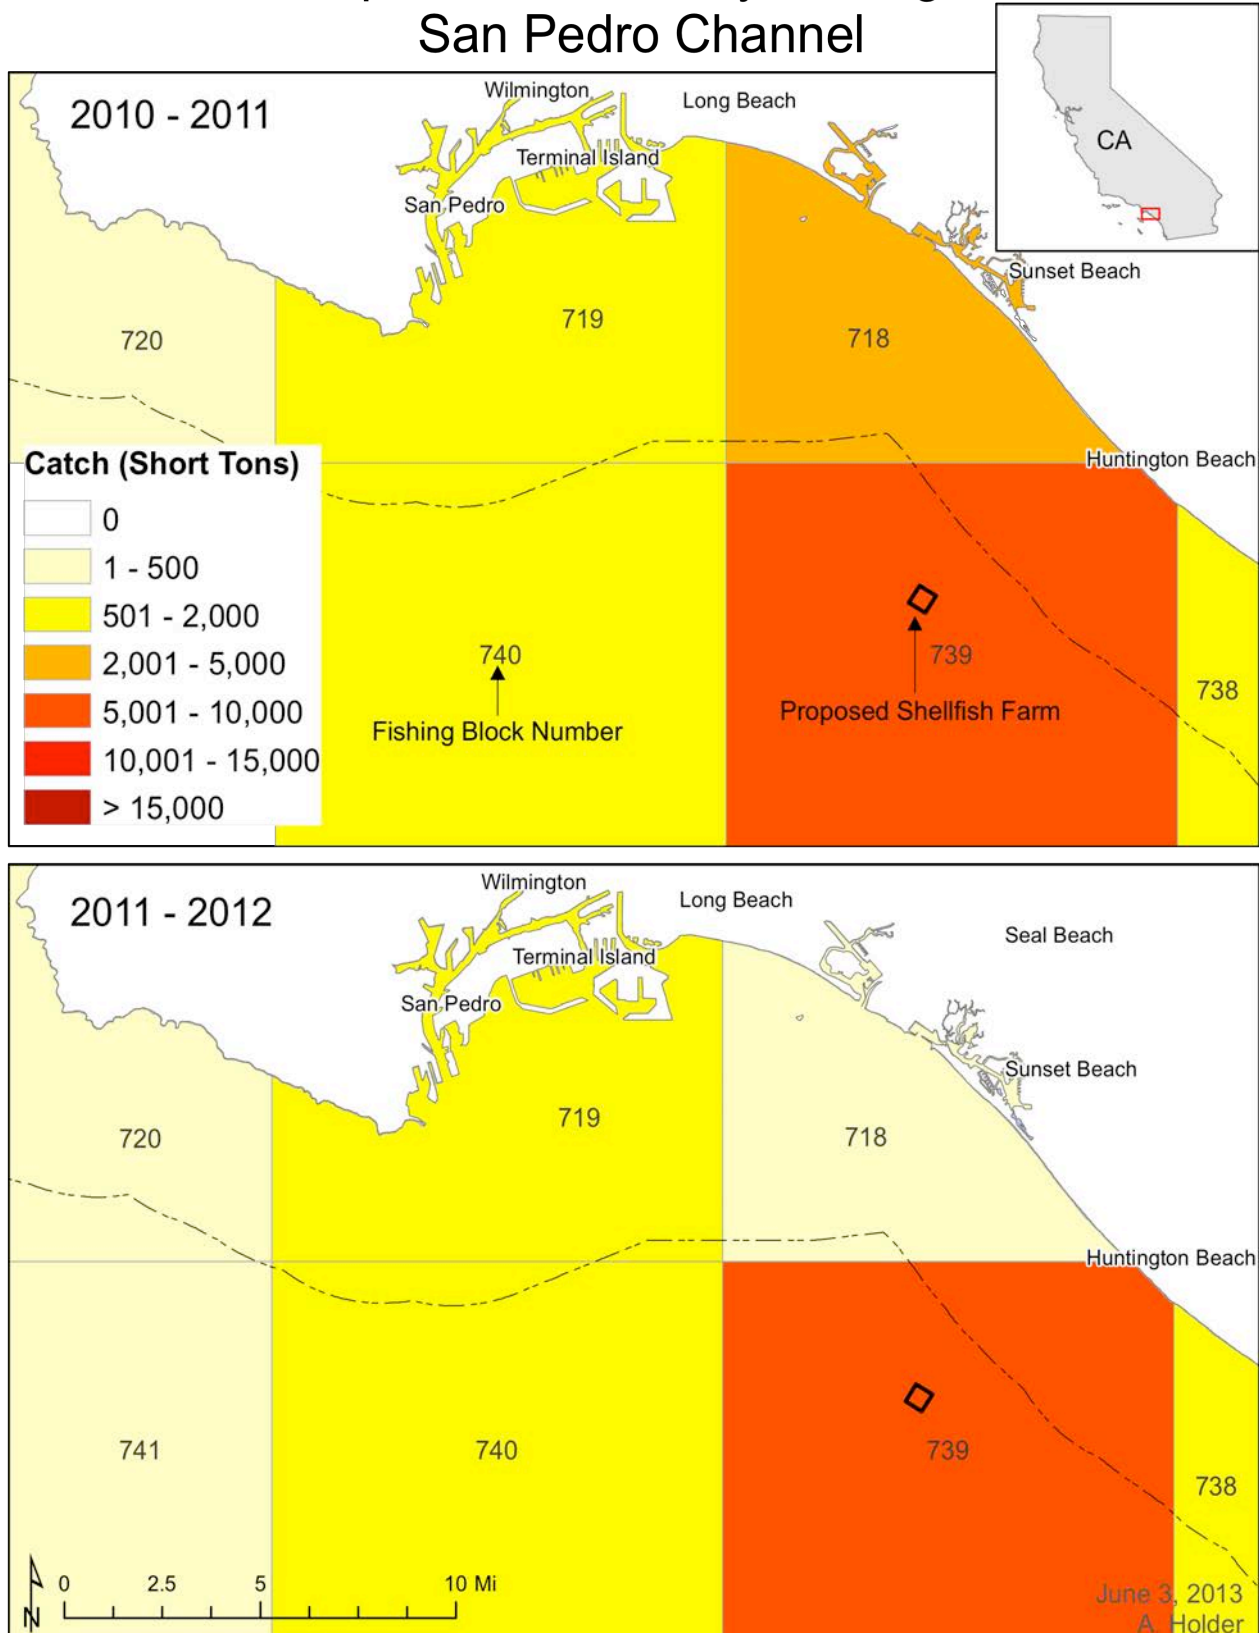 San Pedro Channel
2010 - 2011
Wilmington
Long Beach
Terminal Island
San Pedro
CA
Sunset Beach
719
718
720
Huntington Beach
Catch (Short Tons)
0
1 - 500
501 - 2,000
2,001 - 5,000
5,001 - 10,000
10,001 - 15,000
> 15,000
740
Fishing Block Number
739
Proposed Shellfish Farm
738
2011 - 2012
Wilmington
Long Beach
Seal Beach
Terminal Island
San Pedro
Sunset Beach
719
718
720
Huntington Beach
741
740
739
738
N
0 2.5 5 10 Mi
June 3, 2013
A. Holder